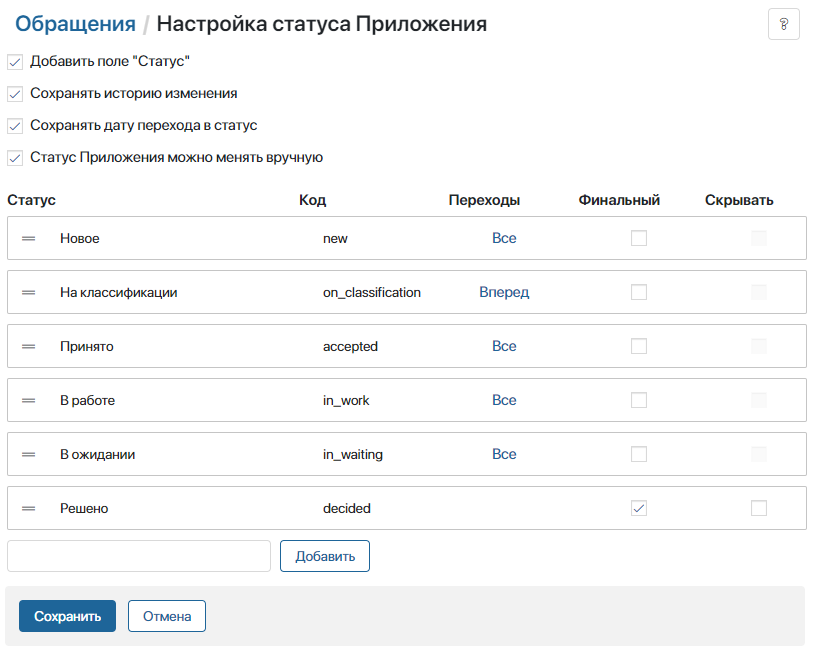 Обращения / Настройка статуса Приложения
?
Добавить поле "Статус"
Сохранять историю изменения
Сохранять дату перехода в статус
Статус Приложения можно менять вручную
Статус Код Переходы Финальный Скрывать
Новое new Все
На классификации on_classification Вперед
Принято accepted Все
В работе in_work Все
В ожидании in_waiting Все
Решено decided
Добавить
Сохранить Отмена